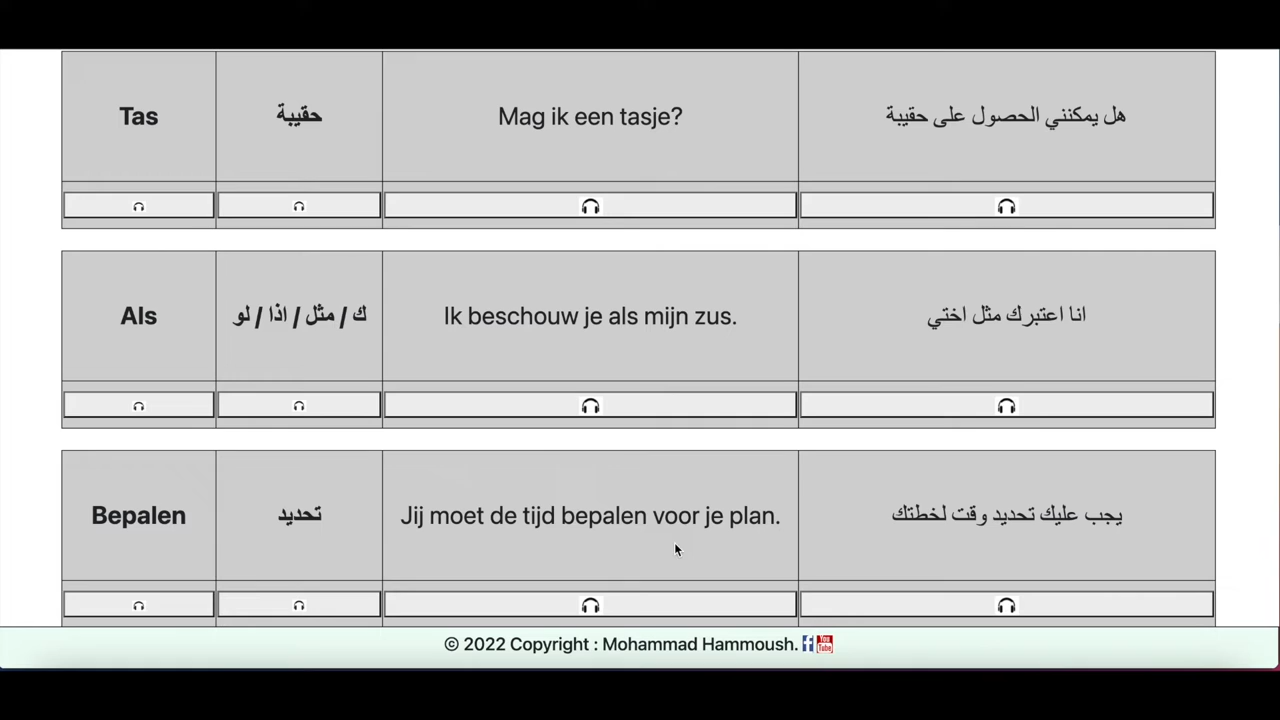 Tas
حقيبة
Mag ik een tasje?
هل يمكنني الحصول على حقيبة
Als
ك / مثل / اذا / لو
Ik beschouw je als mijn zus.
انا اعتبرك مثل اختي
Bepalen
تحديد
Jij moet de tijd bepalen voor je plan.
يجب عليك تحديد وقت لخطتك
© 2022 Copyright : Mohammad Hammoush. f You Tube